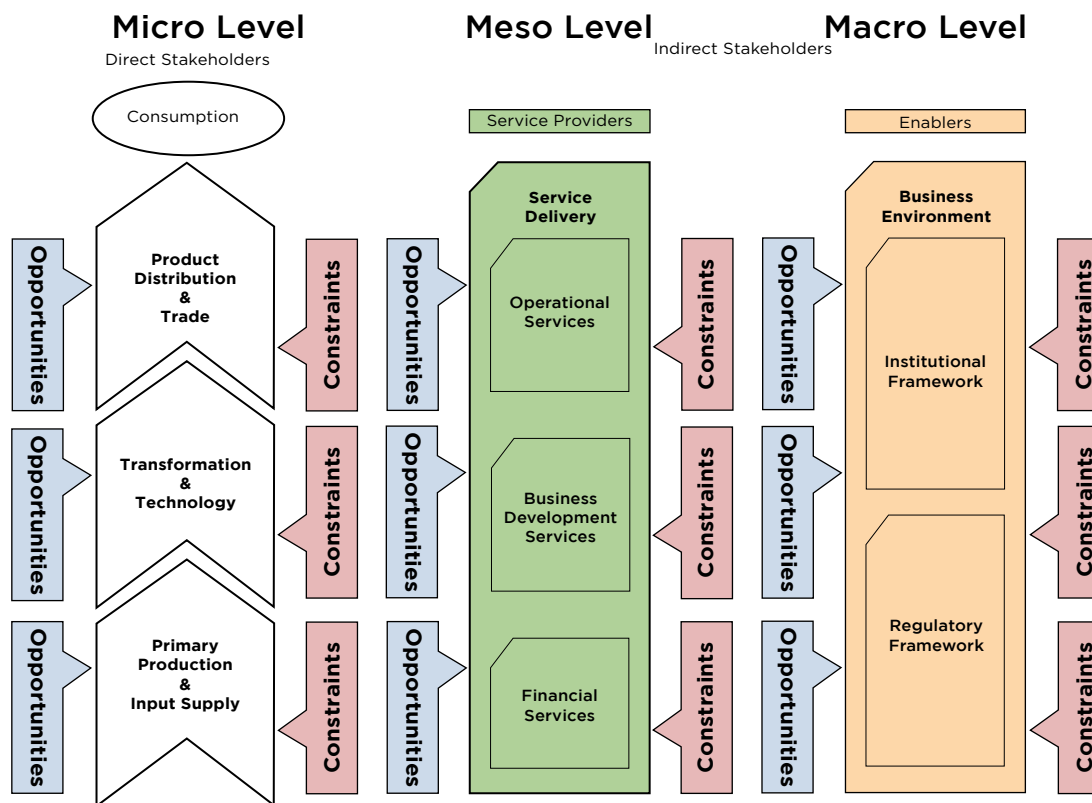 Micro Level
Direct Stakeholders
Consumption
Opportunities
Product
Distribution
&
Trade
Constraints
Opportunities
Transformation
&
Technology
Constraints
Opportunities
Primary
Production
&
Input Supply
Constraints
Meso Level
Indirect Stakeholders
Service Providers
Service
Delivery
Opportunities
Operational
Services
Constraints
Opportunities
Business
Development
Services
Constraints
Opportunities
Financial
Services
Constraints
Macro Level
Enablers
Business
Environment
Opportunities
Institutional
Framework
Constraints
Opportunities
Constraints
Opportunities
Regulatory
Framework
Constraints